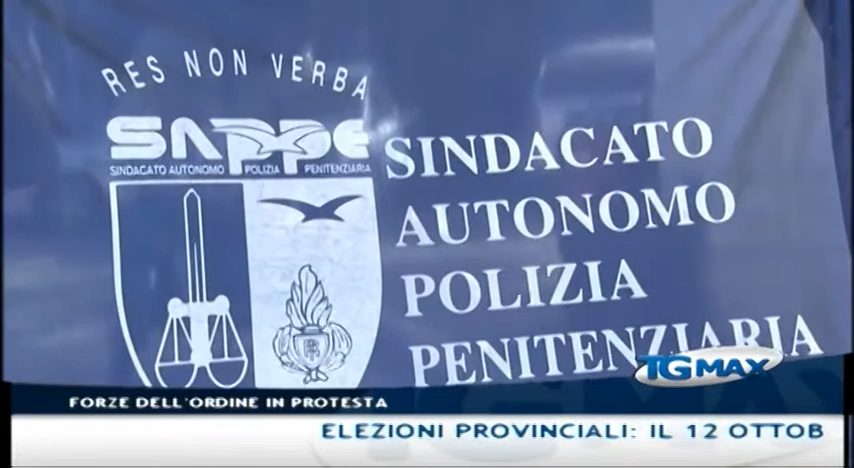 RES NON VERBA
SAPPE
SINDACATO AUTONOMO POLIZIA PENITENZIARIA
SINDACATO
AUTONOMO
POLIZIA
PENITENZIARIA
TGMAX
FORZE DELL'ORDINE IN PROTESTA
ELEZIONI PROVINCIALI: IL 12 OTTOB